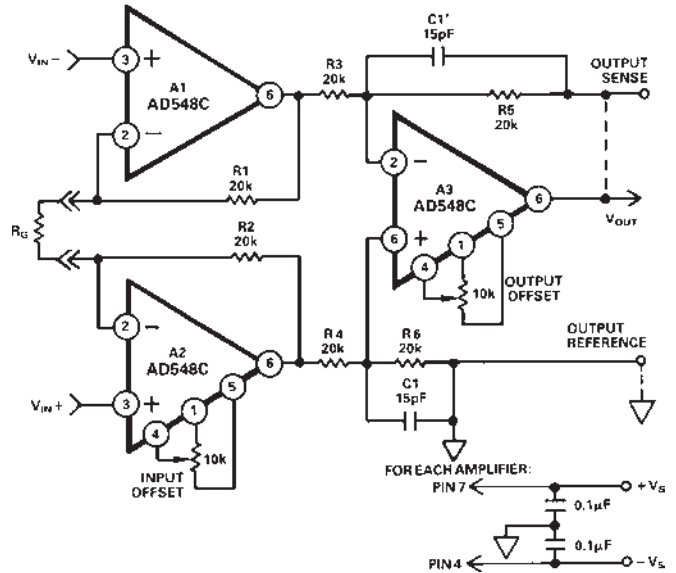 C1'
15pF
R3
20k
OUTPUT
SENSE
VIN−
3
+
A1
AD548C
6
R5
20k
2
−
2
−
A3
AD548C
6
VOUT
R1
20k
RG
R2
20k
6
+
5
1
4
10k
OUTPUT
OFFSET
2
−
A2
AD548C
6
R4
20k
R6
20k
OUTPUT
REFERENCE
5
C1
15pF
VIN+
3
+
1
4
10k
INPUT
OFFSET
FOR EACH AMPLIFIER:
PIN 7
+VS
0.1μF
0.1μF
PIN 4
−VS